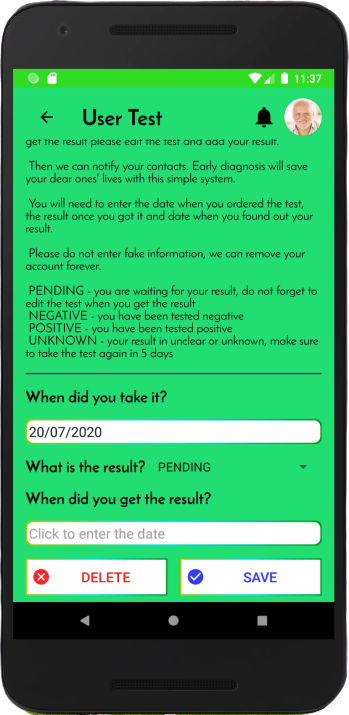 11:37
User Test
get the result please edit the test and add your result.
Then we can notify your contacts. Early diagnosis will save
your dear ones' lives with this simple system.
You will need to enter the date when you ordered the test,
the result once you got it and date when you found out your
result.
Please do not enter fake information, we can remove your
account forever.
PENDING - you are waiting for your result, do not forget to
edit the test when you get the result
NEGATIVE - you have been tested negative
POSITIVE - you have been tested positive
UNKNOWN - your result in unclear or unknown, make sure
to take the test again in 5 days
When did you take it?
20/07/2020
What is the result? PENDING
When did you get the result?
Click to enter the date
DELETE SAVE